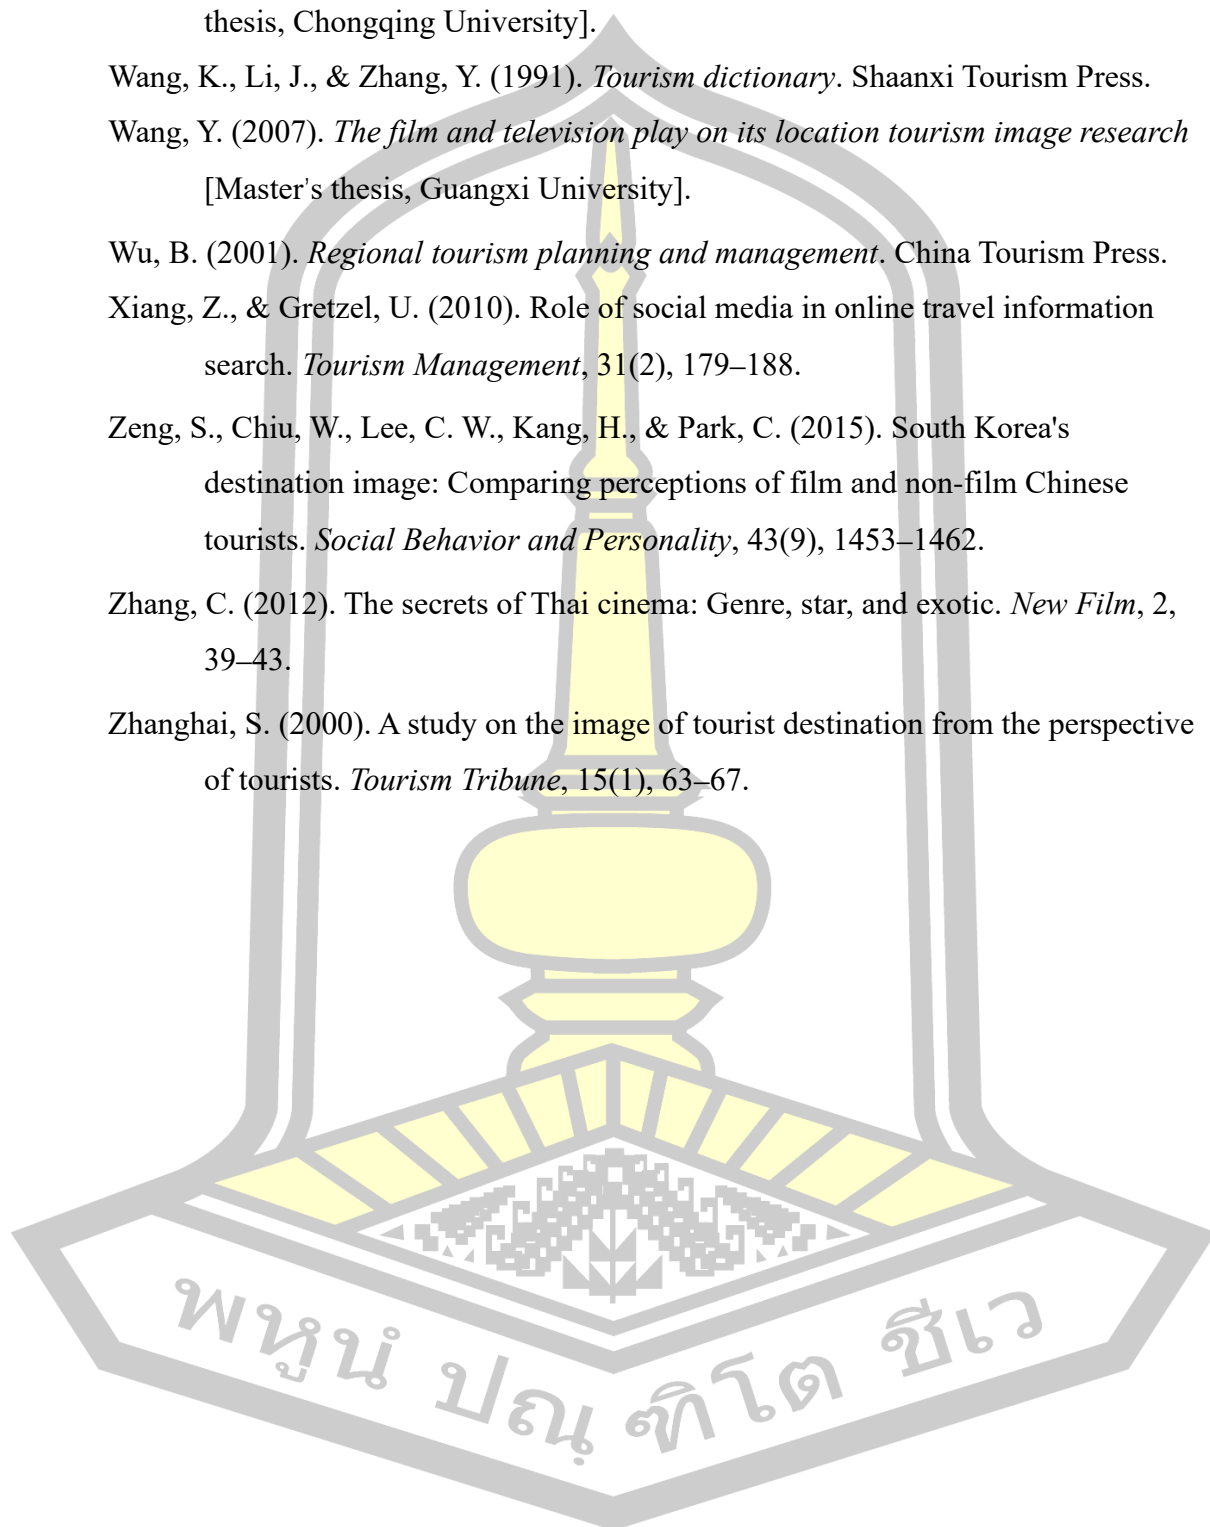 thesis, Chongqing University].
Wang, K., Li, J., & Zhang, Y. (1991). Tourism dictionary. Shaanxi Tourism Press.
Wang, Y. (2007). The film and television play on its location tourism image research
[Master's thesis, Guangxi University].
Wu, B. (2001). Regional tourism planning and management. China Tourism Press.
Xiang, Z., & Gretzel, U. (2010). Role of social media in online travel information
search. Tourism Management, 31(2), 179–188.
Zeng, S., Chiu, W., Lee, C. W., Kang, H., & Park, C. (2015). South Korea's
destination image: Comparing perceptions of film and non-film Chinese
tourists. Social Behavior and Personality, 43(9), 1453–1462.
Zhang, C. (2012). The secrets of Thai cinema: Genre, star, and exotic. New Film, 2,
39–43.
Zhanghai, S. (2000). A study on the image of tourist destination from the perspective
of tourists. Tourism Tribune, 15(1), 63–67.
พหูนํ ปณฺฑิโต ชีเว